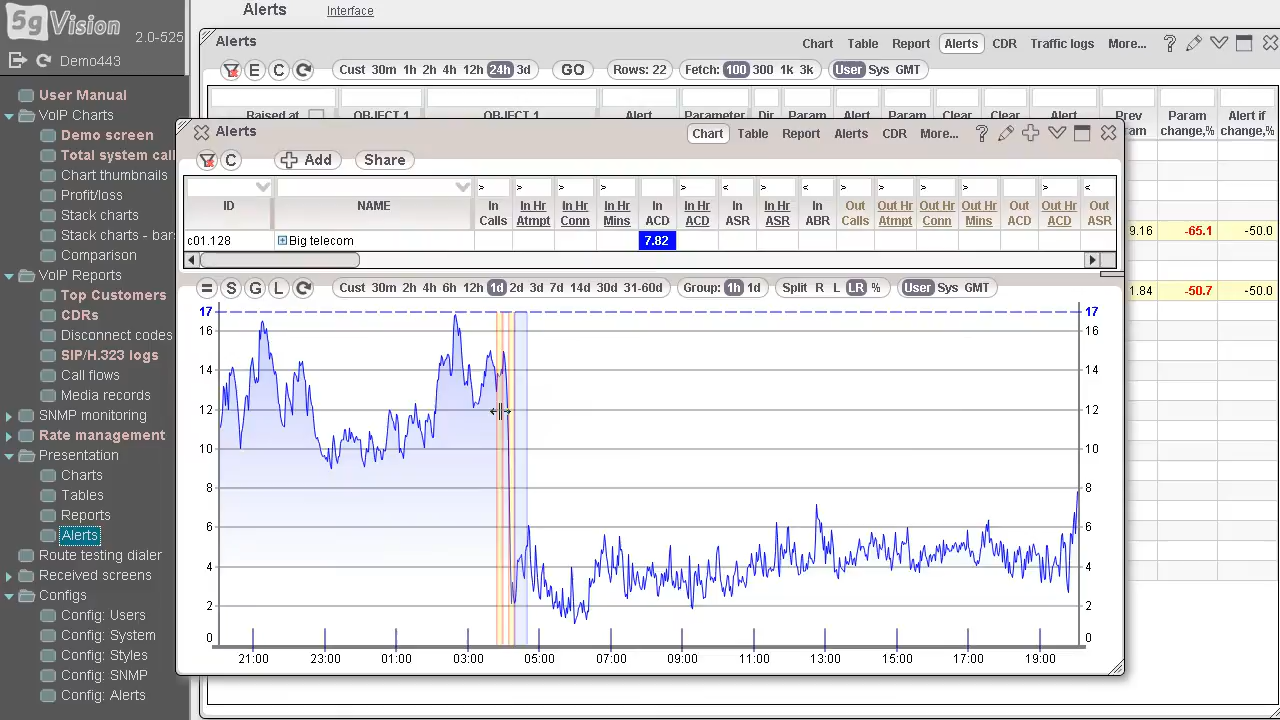 5gVision
2.0-525
Demo443
User Manual
VoIP Charts
Demo screen
Total system call
Chart thumbnails
Profit/loss
Stack charts
Stack charts - bars
Comparison
VoIP Reports
Top Customers
CDRs
Disconnect codes
SIP/H.323 logs
Call flows
Media records
SNMP monitoring
Rate management
Presentation
Charts
Tables
Reports
Alerts
Route testing dialer
Received screens
Configs
Config: Users
Config: System
Config: Styles
Config: SNMP
Config: Alerts
Alerts Interface
Alerts Chart Table Report Alerts CDR Traffic logs More... ?
E C Cust 30m 1h 2h 4h 12h 24h 3d GO Rows: 22 Fetch: 100 300 1k 3k User Sys GMT
Raised at OBJECT 1 OBJECT 1 Alert Parameter Dir Param Alert Param Clear Clear Alert Prev Param Alert if
am change,% change,%
9.16 -65.1 -50.0
1.84 -50.7 -50.0
Alerts Chart Table Report Alerts CDR More... ?
C Add Share
> > > > > < > < > > > > > <
ID NAME In Calls In Hr Atmpt In Hr Conn In Hr Mins In ACD In Hr ACD In ASR In Hr ASR In ABR Out Calls Out Hr Atmpt Out Hr Conn Out Hr Mins Out ACD Out Hr ACD Out ASR
c01.128 Big telecom 7.82
= S G L Cust 30m 2h 4h 6h 12h 1d 2d 3d 7d 14d 30d 31-60d Group: 1h 1d Split R L LR % User Sys GMT
17 17
16 16
14 14
12 12
10 10
8 8
6 6
4 4
2 2
0 0
21:00 23:00 01:00 03:00 05:00 07:00 09:00 11:00 13:00 15:00 17:00 19:00